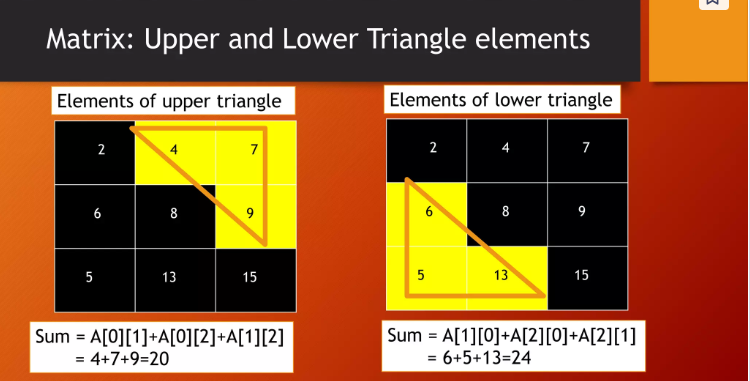 Matrix: Upper and Lower Triangle elements
Elements of upper triangle
2 4 7
6 8 9
5 13 15
Sum = A[0][1]+A[0][2]+A[1][2]
= 4+7+9=20
Elements of lower triangle
2 4 7
6 8 9
5 13 15
Sum = A[1][0]+A[2][0]+A[2][1]
= 6+5+13=24